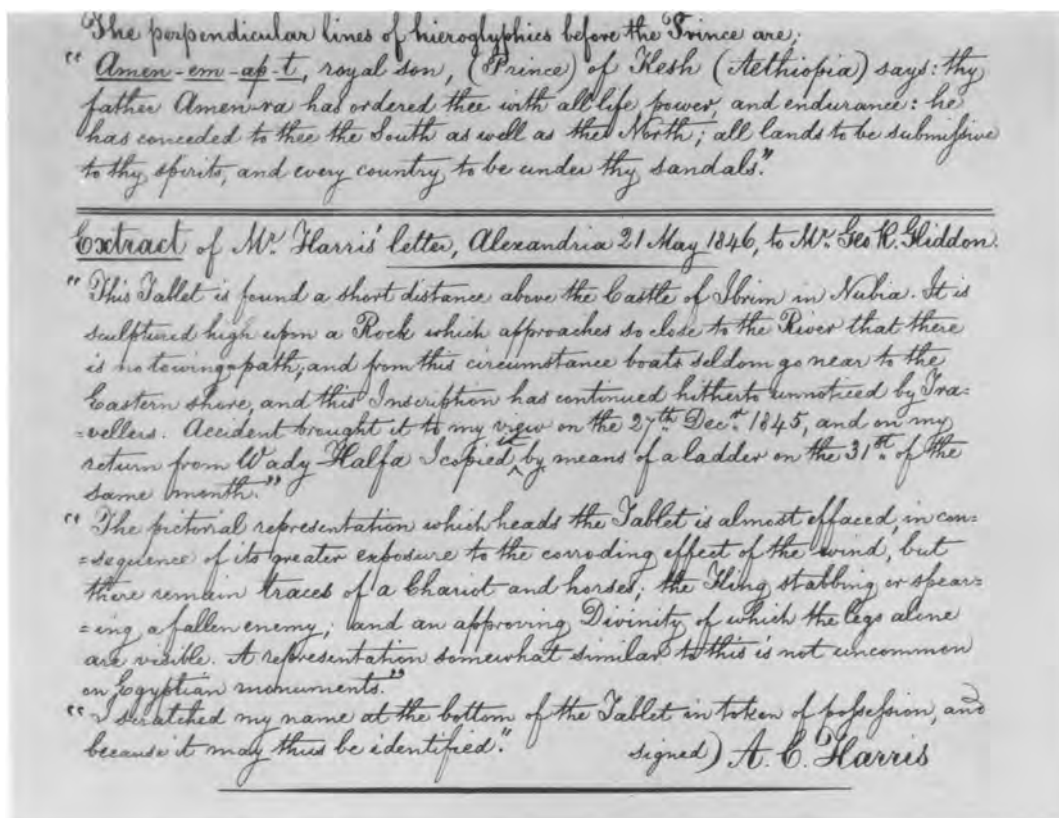 The perpendicular lines of hieroglyphics before the Prince are;
"Amen-em-ap-t, royal son, (Prince) of Kesh (Aethiopia) says: thy
father Amen-ra has ordered thee with all life, power, and endurance: he
has conceded to thee the South as well as the North; all lands to be submissive
to thy spirits, and every country to be under thy sandals."
Extract of Mr. Harris' letter, Alexandria 21 May 1846, to Mr. Geo R. Gliddon.
"This Tablet is found a short distance above the Castle of Ibrim in Nubia. It is
sculptured high upon a Rock which approaches so close to the River that there
is no towing-path; and from this circumstance boats seldom go near to the
Eastern shore, and this Inscription has continued hitherto unnoticed by Tra=
=vellers. Accident brought it to my view on the 27th Decr. 1845, and on my
return from Wady-Halfa I copied it by means of a ladder on the 31st of the
same month."
"The pictorial representation which heads the Tablet is almost effaced, in con=
=sequence of its greater exposure to the corroding effect of the wind, but
there remain traces of a Chariot and horses; the King stabbing or spear=
=ing a fallen enemy; and an approving Divinity of which the legs alone
are visible. A representation somewhat similar to this is not uncommon
on Egyptian monuments."
"I scratched my name at the bottom of the Tablet in token of possession, and
because it may thus be identified." signed) A. C. Harris